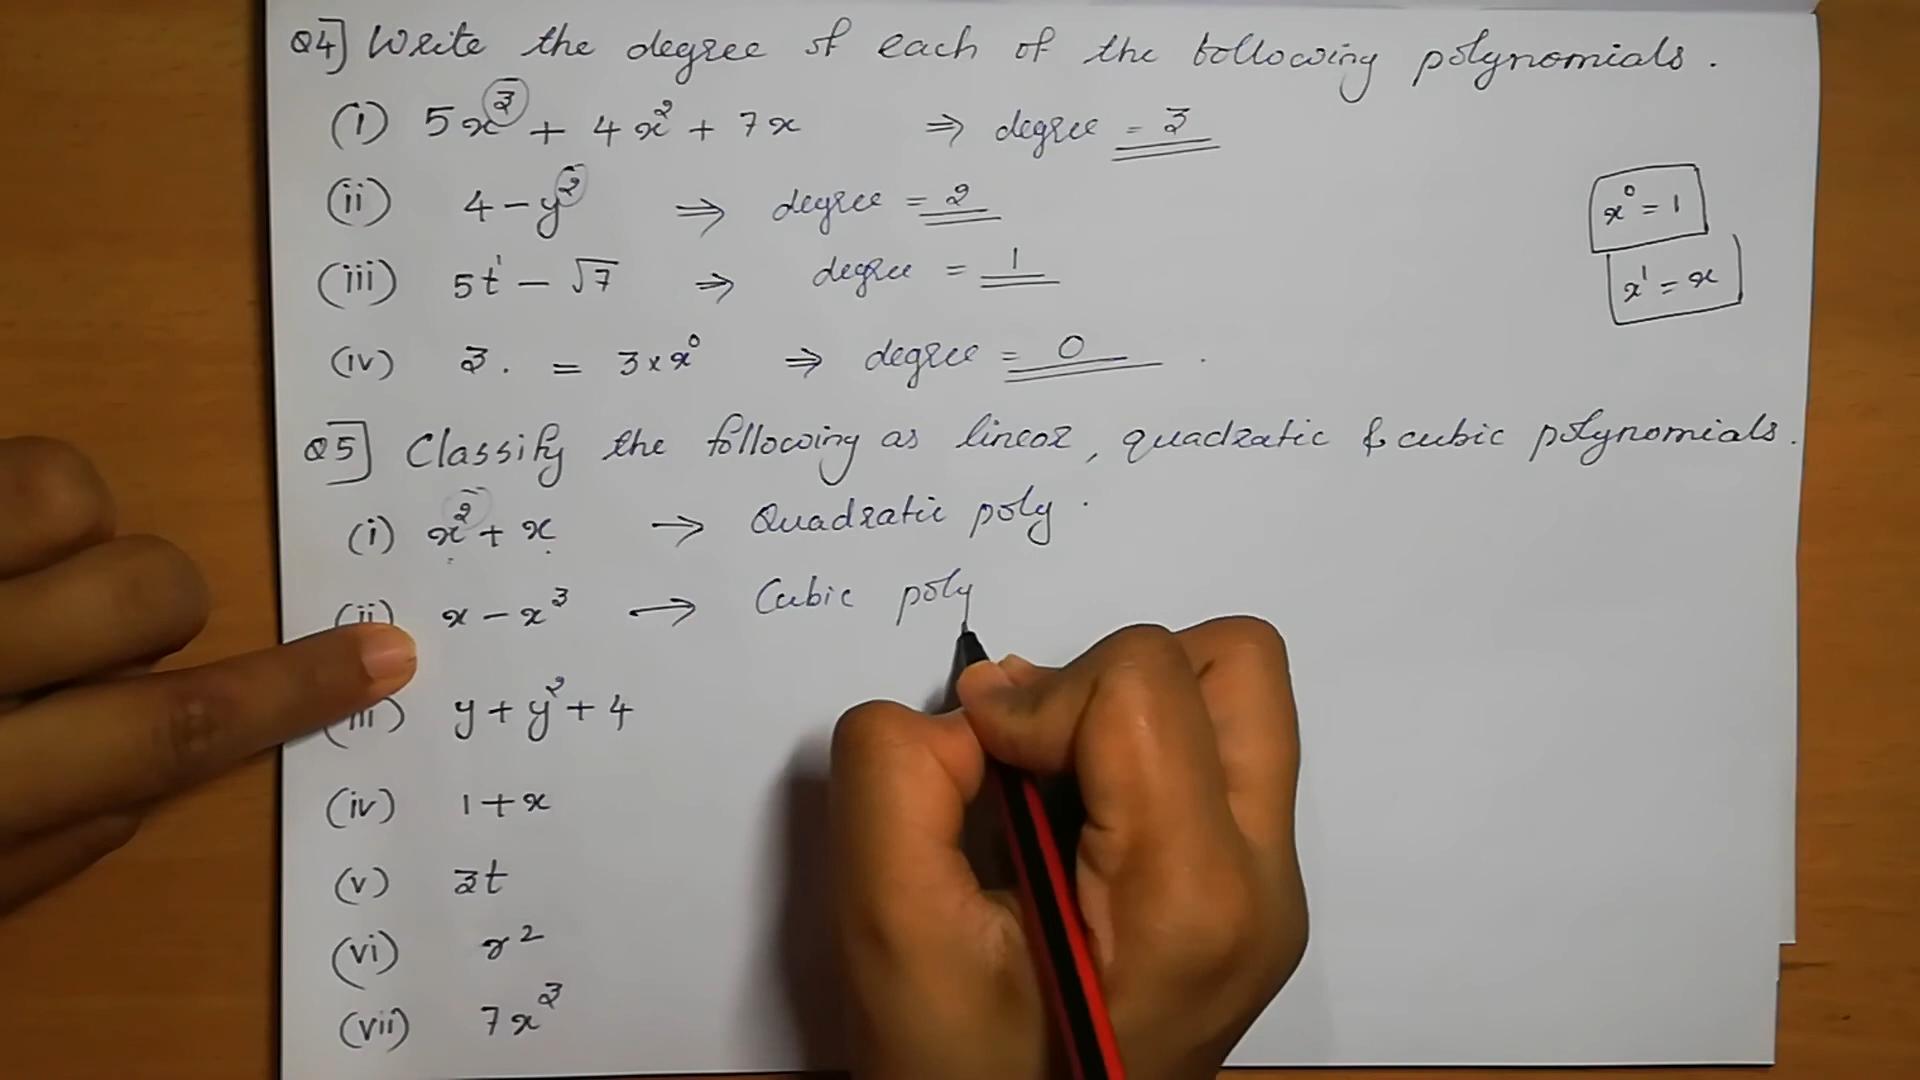 Q4] Write the degree of each of the following polynomials.
(i) 5x³ + 4x² + 7x ⇒ degree = 3
(ii) 4 - y² ⇒ degree = 2
x⁰ = 1
(iii) 5t¹ - √7 ⇒ degree = 1
x¹ = x
(iv) 3. = 3 × x⁰ ⇒ degree = 0
Q5] Classify the following as linear, quadratic & cubic polynomials.
(i) x² + x → Quadratic poly.
(ii) x - x³ → Cubic poly
(iii) y + y² + 4
(iv) 1 + x
(v) 3t
(vi) r²
(vii) 7x³